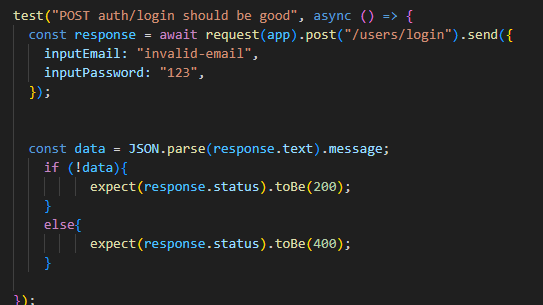 test("POST auth/login should be good", async () => {
const response = await request(app).post("/users/login").send({
inputEmail: "invalid-email",
inputPassword: "123",
});
const data = JSON.parse(response.text).message;
if (!data){
expect(response.status).toBe(200);
}
else{
expect(response.status).toBe(400);
}
});